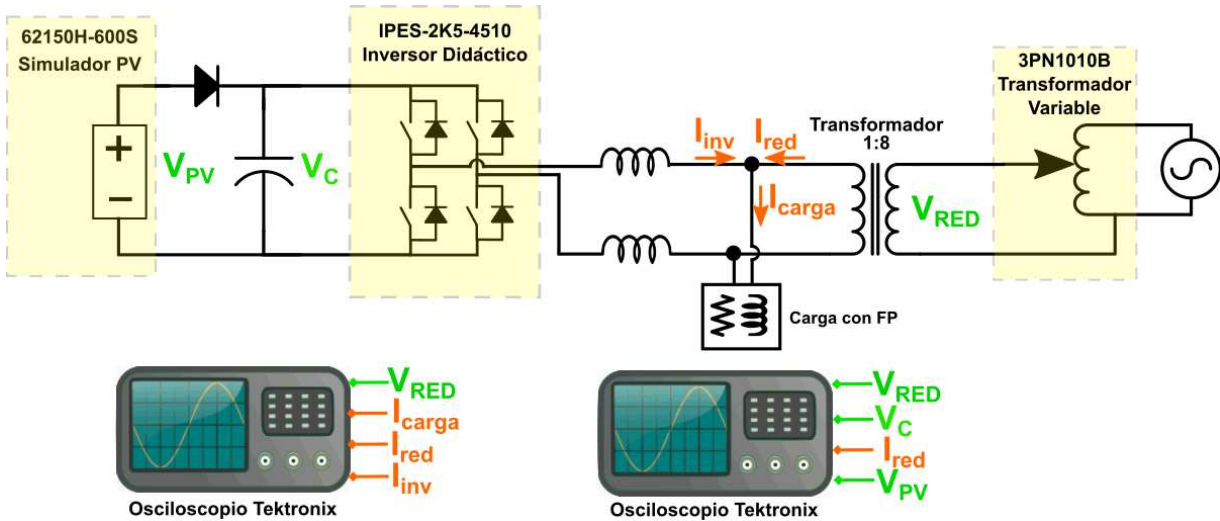 62150H-600S
Simulador PV
IPES-2K5-4510
Inversor Didáctico
3PN1010B
Transformador
Variable
+
−
V_PV
V_C
I_inv
I_red
I_carga
Transformador
1:8
V_RED
Carga con FP
V_RED
I_carga
I_red
I_inv
Osciloscopio Tektronix
V_RED
V_C
I_red
V_PV
Osciloscopio Tektronix